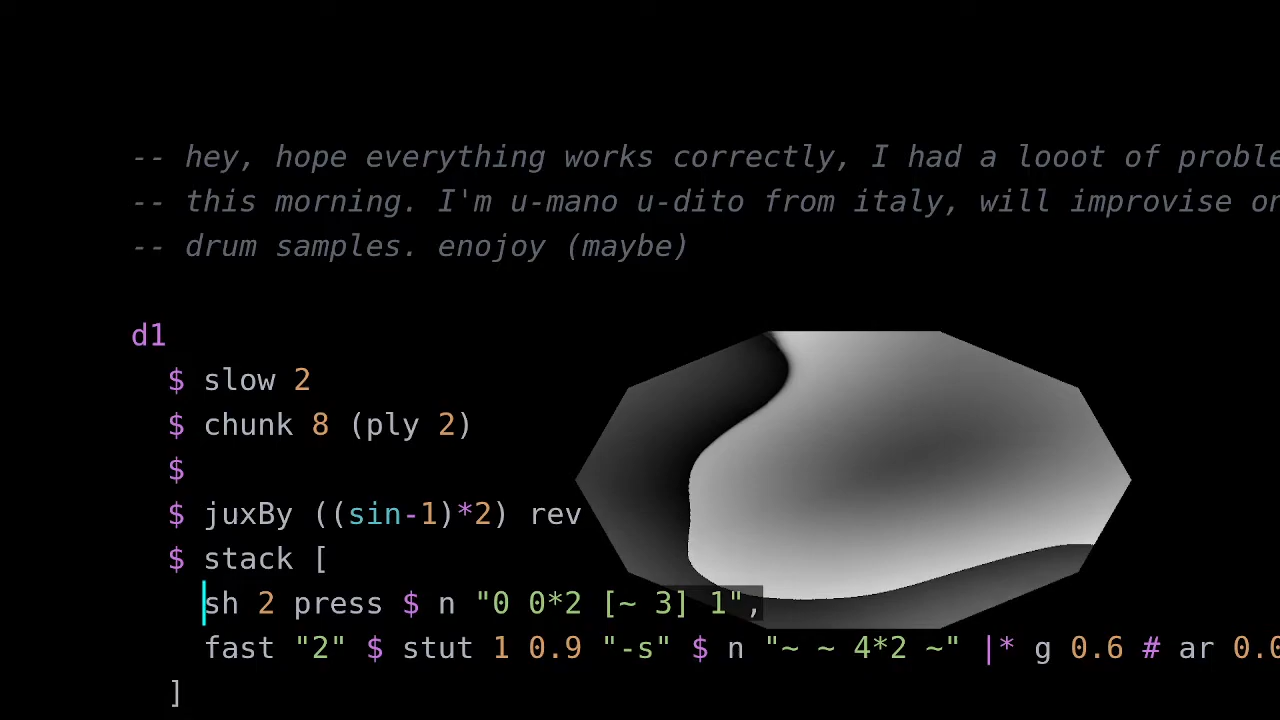 -- hey, hope everything works correctly, I had a looot of proble
-- this morning. I'm u-mano u-dito from italy, will improvise on
-- drum samples. enojoy (maybe)
d1
$ slow 2
$ chunk 8 (ply 2)
$
$ juxBy ((sin-1)*2) rev
$ stack [
sh 2 press $ n "0 0*2 [~ 3] 1",
fast "2" $ stut 1 0.9 "-s" $ n "~ ~ 4*2 ~" |* g 0.6 # ar 0.0
]